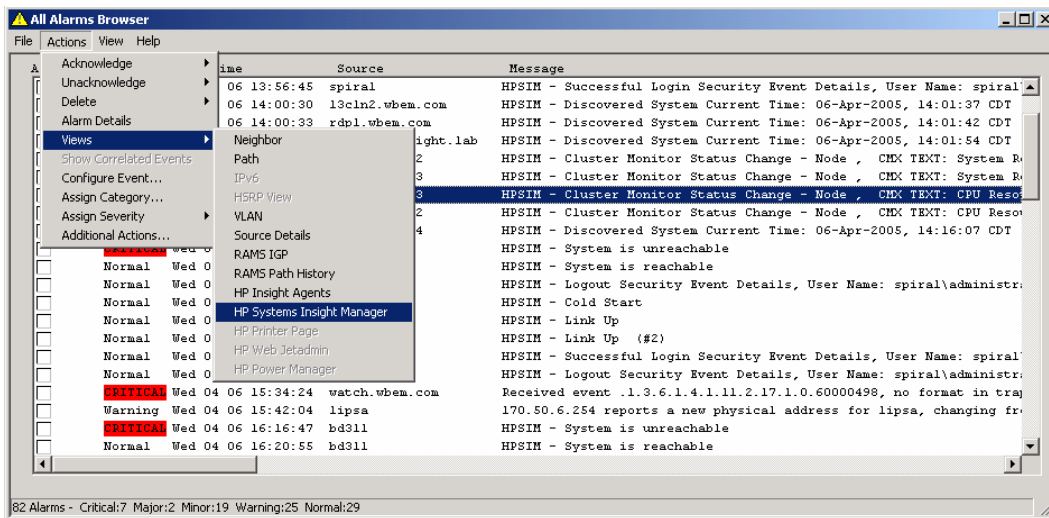 All Alarms Browser
File Actions View Help
ime Source Message
06 13:56:45 spiral HPSIM - Successful Login Security Event Details, User Name: spiral
06 14:00:30 l3cln2.wbem.com HPSIM - Discovered System Current Time: 06-Apr-2005, 14:01:37 CDT
06 14:00:33 rdpl.wbem.com HPSIM - Discovered System Current Time: 06-Apr-2005, 14:01:42 CDT
ight.lab HPSIM - Discovered System Current Time: 06-Apr-2005, 14:01:54 CDT
2 HPSIM - Cluster Monitor Status Change - Node , CMX TEXT: System R
3 HPSIM - Cluster Monitor Status Change - Node , CMX TEXT: System R
3 HPSIM - Cluster Monitor Status Change - Node , CMX TEXT: CPU Reso
2 HPSIM - Cluster Monitor Status Change - Node , CMX TEXT: CPU Reso
4 HPSIM - Discovered System Current Time: 06-Apr-2005, 14:16:07 CDT
CRITICAL Wed 0 HPSIM - System is unreachable
Normal Wed 0 HPSIM - System is reachable
Normal Wed 0 HPSIM - Logout Security Event Details, User Name: spiral\administr
Normal Wed 0 HPSIM - Cold Start
Normal Wed 0 HPSIM - Link Up
Normal Wed 0 HPSIM - Link Up (#2)
Normal Wed 0 HPSIM - Successful Login Security Event Details, User Name: spiral
Normal Wed 0 HPSIM - Logout Security Event Details, User Name: spiral\administr
CRITICAL Wed 04 06 15:34:24 watch.wbem.com Received event .1.3.6.1.4.1.11.2.17.1.0.60000498, no format in trap
Warning Wed 04 06 15:42:04 lipsa 170.50.6.254 reports a new physical address for lipsa, changing fr
CRITICAL Wed 04 06 16:16:47 bd311 HPSIM - System is unreachable
Normal Wed 04 06 16:20:55 bd311 HPSIM - System is reachable
Acknowledge
Unacknowledge
Delete
Alarm Details
Views
Show Correlated Events
Configure Event...
Assign Category...
Assign Severity
Additional Actions...
Neighbor
Path
IPv6
HSRP View
VLAN
Source Details
RAMS IGP
RAMS Path History
HP Insight Agents
HP Systems Insight Manager
HP Printer Page
HP Web Jetadmin
HP Power Manager
82 Alarms - Critical:7 Major:2 Minor:19 Warning:25 Normal:29